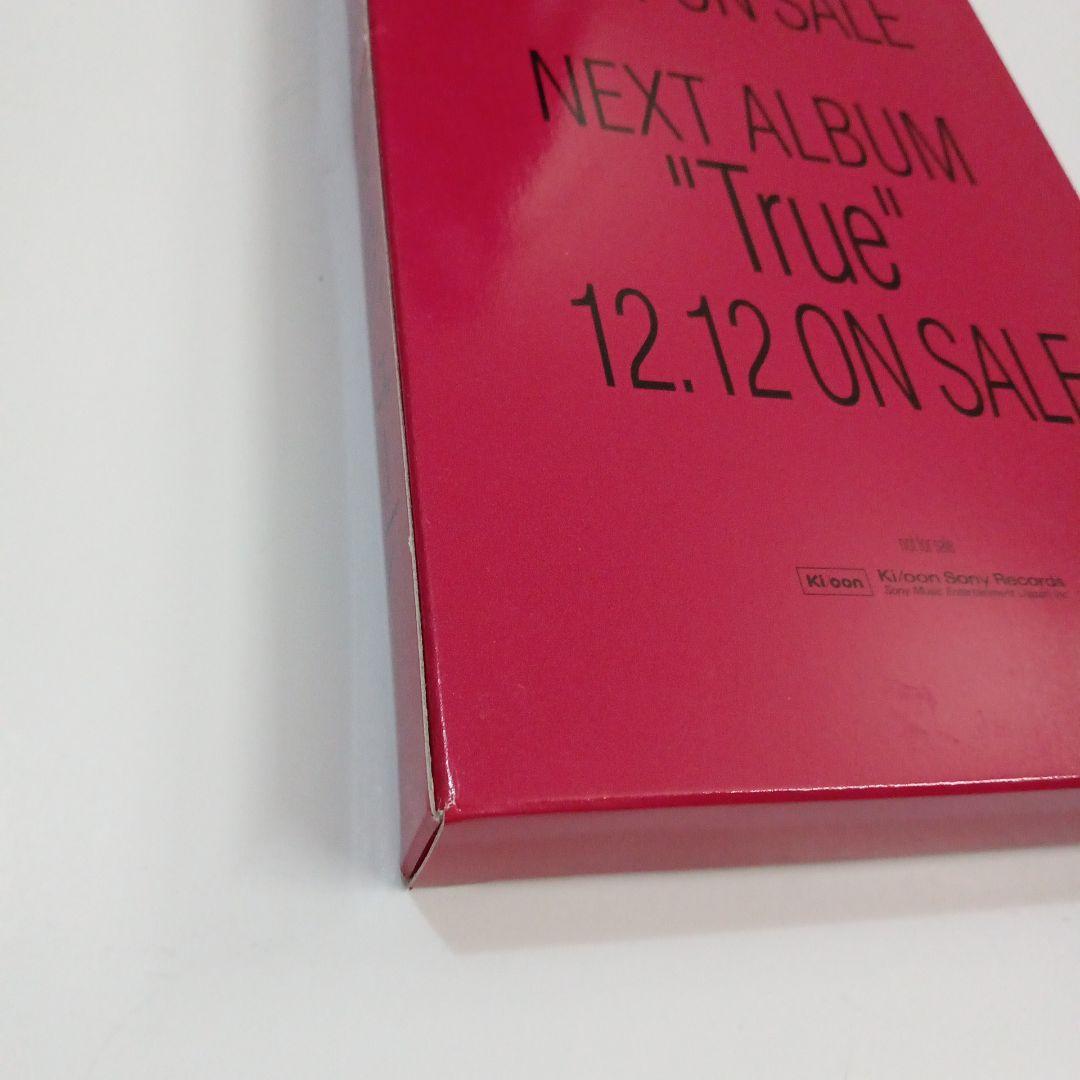 ON SALE
NEXT ALBUM
"True"
12.12 ON SALE
not for sale
Ki/oon Ki/oon Sony Records
Sony Music Entertainment (Japan) Inc.